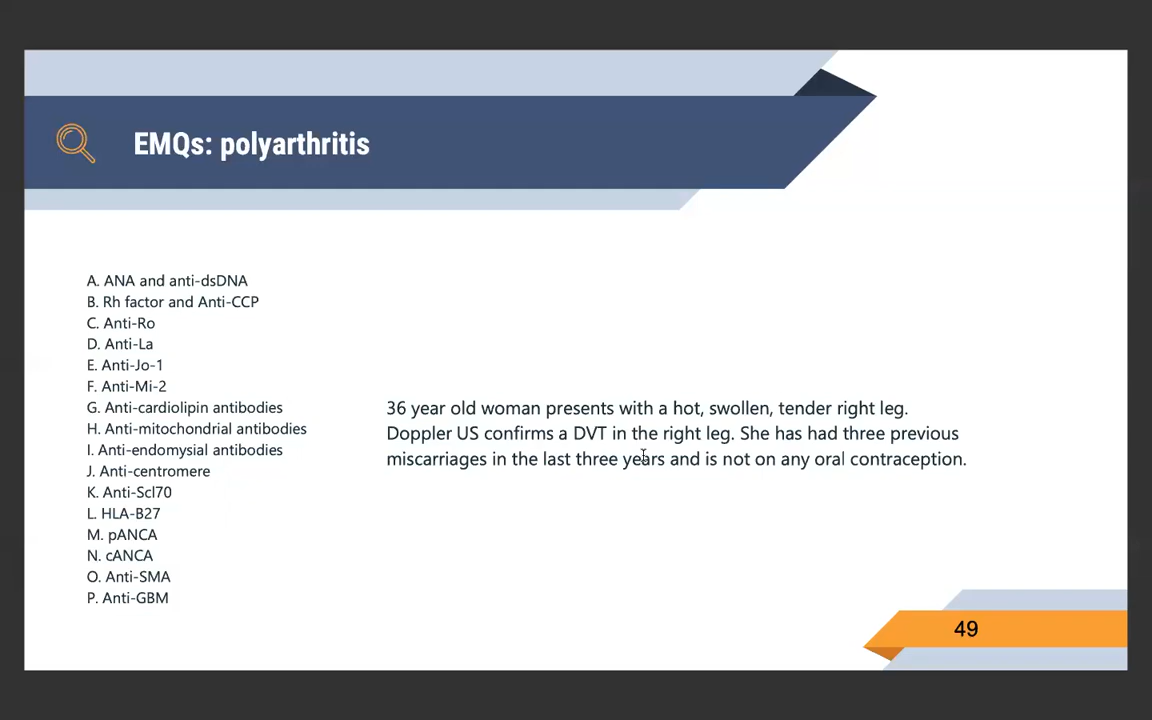 EMQs: polyarthritis
A. ANA and anti-dsDNA
B. Rh factor and Anti-CCP
C. Anti-Ro
D. Anti-La
E. Anti-Jo-1
F. Anti-Mi-2
G. Anti-cardiolipin antibodies
H. Anti-mitochondrial antibodies
I. Anti-endomysial antibodies
J. Anti-centromere
K. Anti-Scl70
L. HLA-B27
M. pANCA
N. cANCA
O. Anti-SMA
P. Anti-GBM
36 year old woman presents with a hot, swollen, tender right leg.
Doppler US confirms a DVT in the right leg. She has had three previous
miscarriages in the last three years and is not on any oral contraception.
49